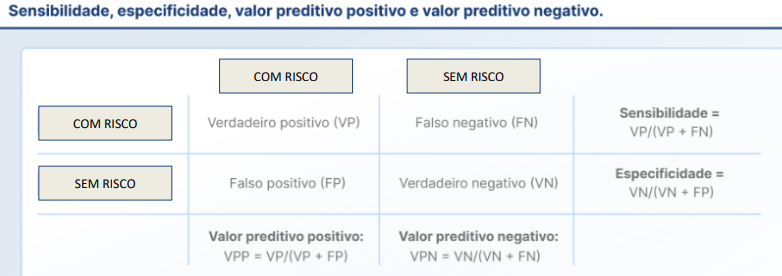 Sensibilidade, especificidade, valor preditivo positivo e valor preditivo negativo.
COM RISCO
SEM RISCO
COM RISCO
Verdadeiro positivo (VP)
Falso negativo (FN)
Sensibilidade =
VP/(VP + FN)
SEM RISCO
Falso positivo (FP)
Verdadeiro negativo (VN)
Especificidade =
VN/(VN + FP)
Valor preditivo positivo:
VPP = VP/(VP + FP)
Valor preditivo negativo:
VPN = VN/(VN + FN)